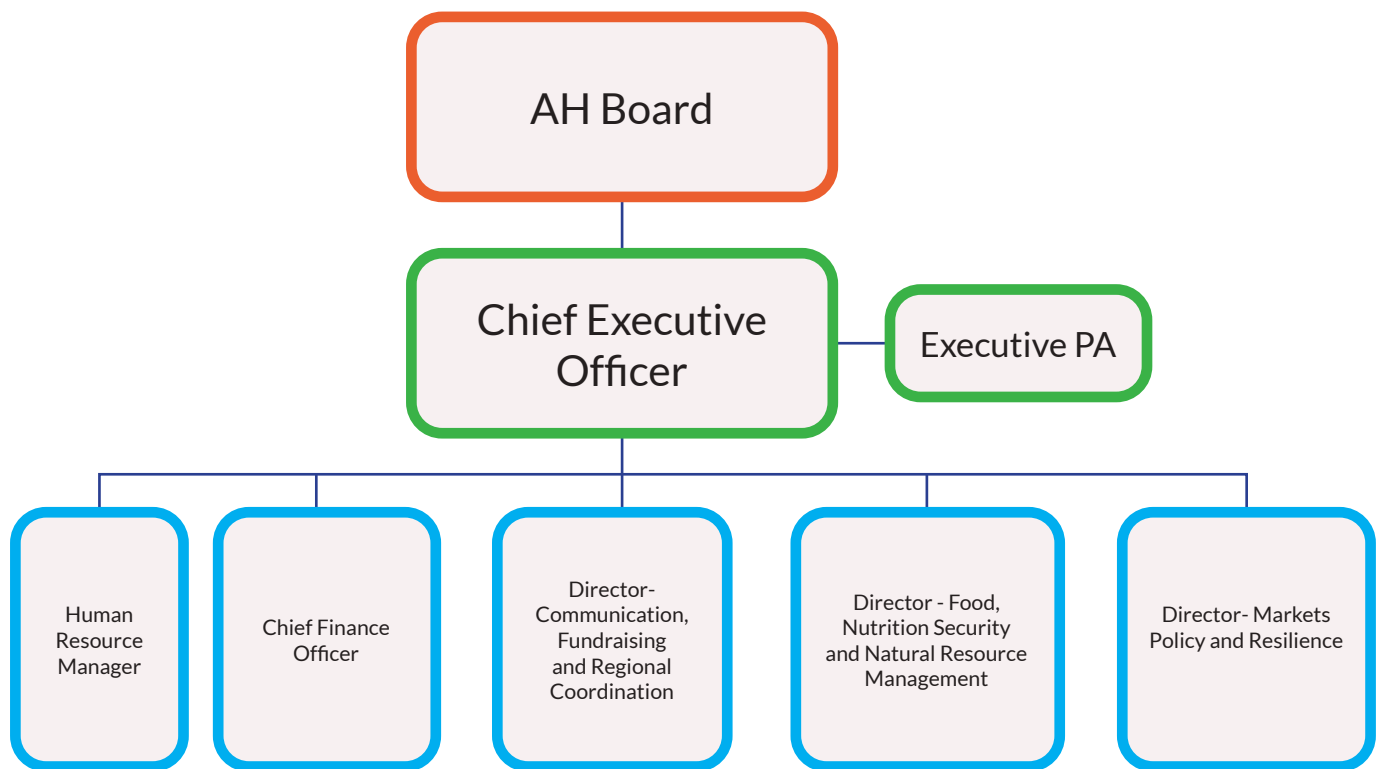 AH Board
Chief Executive
Officer
Executive PA
Human
Resource
Manager
Chief Finance
Officer
Director-
Communication,
Fundraising
and Regional
Coordination
Director - Food,
Nutrition Security
and Natural Resource
Management
Director- Markets
Policy and Resilience